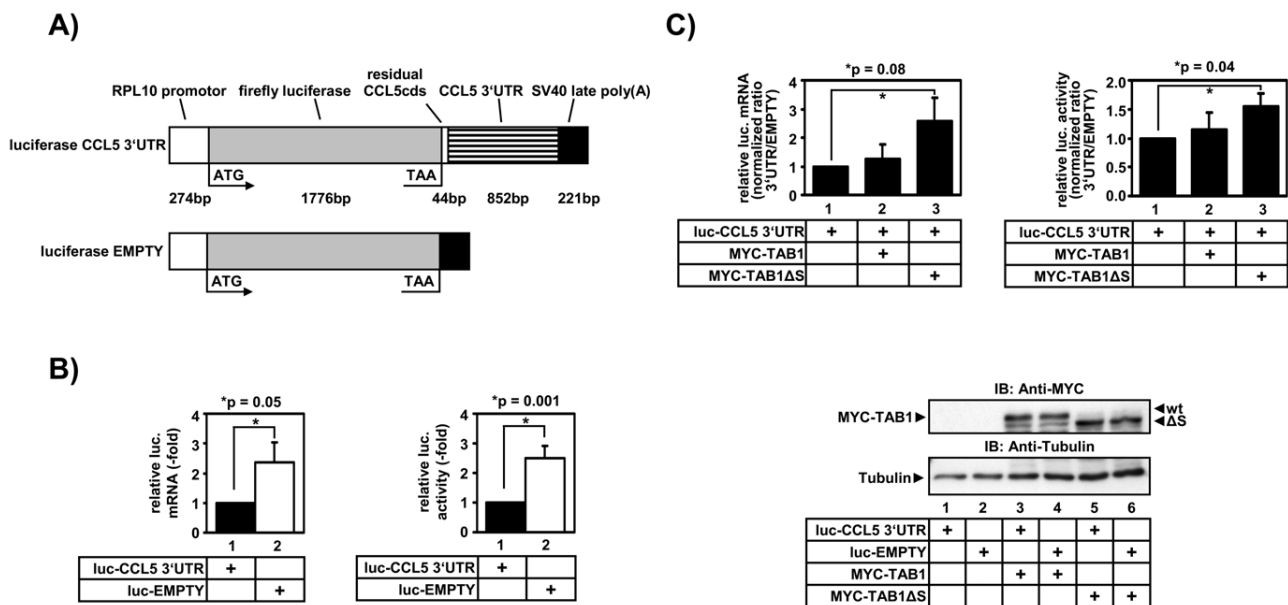 A)
RPL10 promotor
firefly luciferase
residual
CCL5cds
CCL5 3‘UTR
SV40 late poly(A)
luciferase CCL5 3‘UTR
ATG
TAA
274bp
1776bp
44bp
852bp
221bp
luciferase EMPTY
ATG
TAA
B)
*p = 0.05
relative luc.
mRNA (-fold)
4
3
2
1
0
*
1 2
luc-CCL5 3‘UTR +
luc-EMPTY +
*p = 0.001
relative luc.
activity (-fold)
4
3
2
1
0
*
1 2
luc-CCL5 3‘UTR +
luc-EMPTY +
C)
*p = 0.08
relative luc. mRNA
(normalized ratio
3‘UTR/EMPTY)
4
3
2
1
0
*
1 2 3
luc-CCL5 3‘UTR + + +
MYC-TAB1 +
MYC-TAB1ΔS +
*p = 0.04
relative luc. activity
(normalized ratio
3‘UTR/EMPTY)
2.0
1.5
1.0
0.5
0.0
*
1 2 3
luc-CCL5 3‘UTR + + +
MYC-TAB1 +
MYC-TAB1ΔS +
IB: Anti-MYC
MYC-TAB1
wt
ΔS
IB: Anti-Tubulin
Tubulin
1 2 3 4 5 6
luc-CCL5 3‘UTR + + +
luc-EMPTY + + +
MYC-TAB1 + +
MYC-TAB1ΔS + +